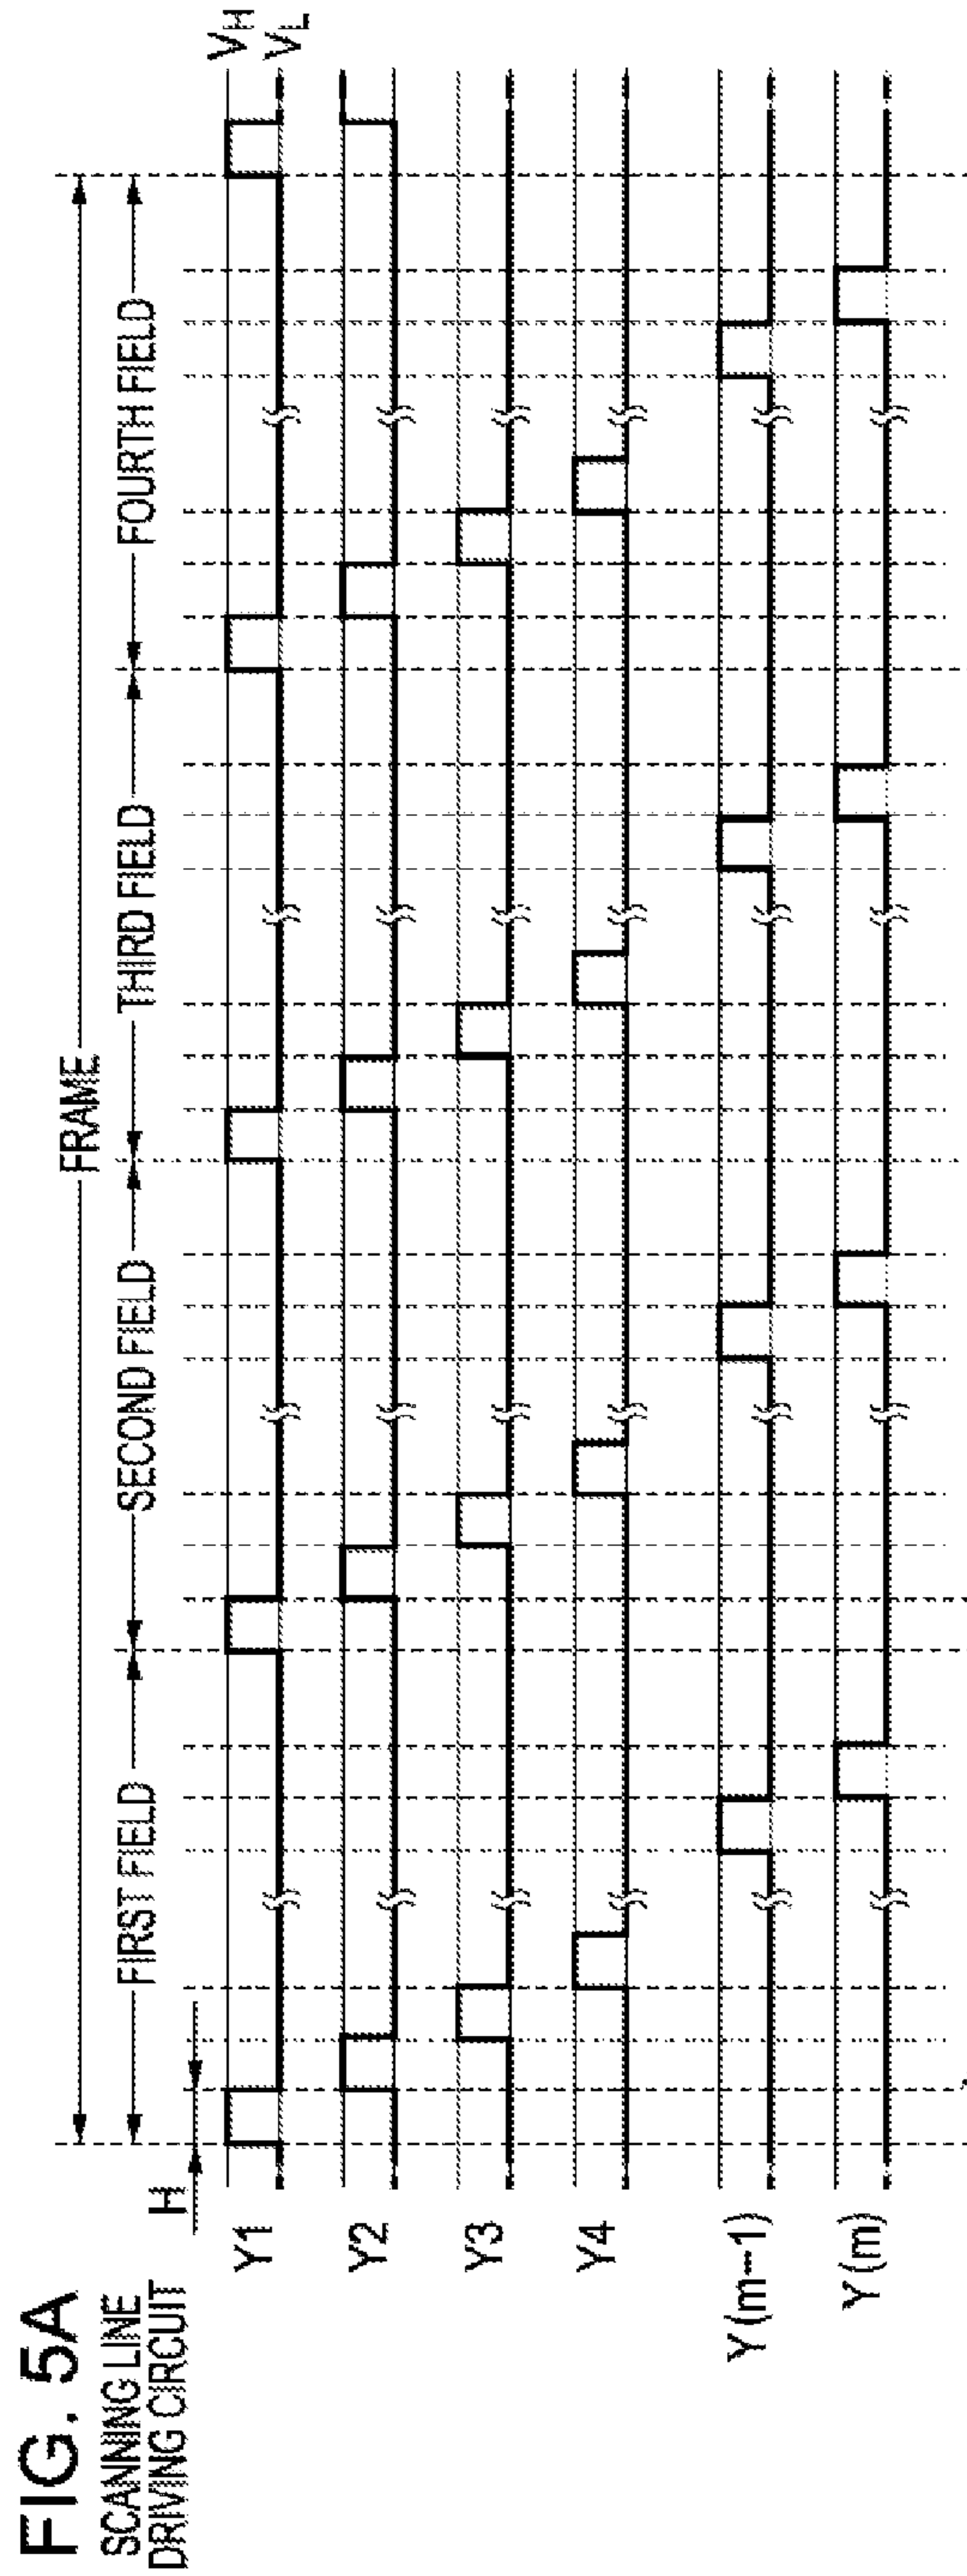 FIG. 5A
SCANNING LINE
DRIVING CIRCUIT
FRAME
FIRST FIELD
SECOND FIELD
THIRD FIELD
FOURTH FIELD
H
VH
VL
Y1
Y2
Y3
Y4
Y(m-1)
Y(m)